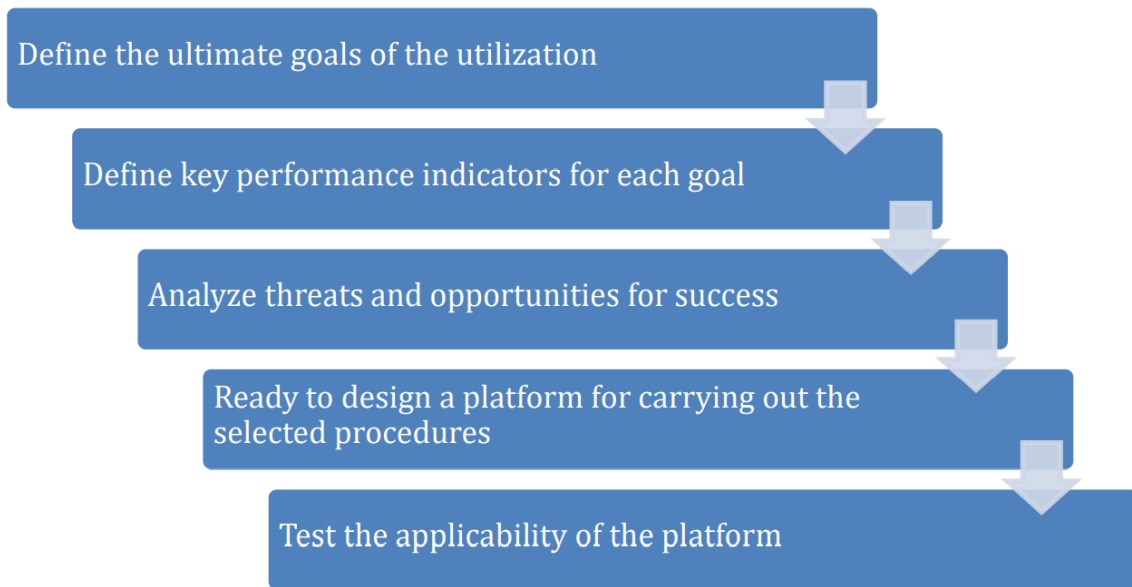 Define the ultimate goals of the utilization
Define key performance indicators for each goal
Analyze threats and opportunities for success
Ready to design a platform for carrying out the
selected procedures
Test the applicability of the platform